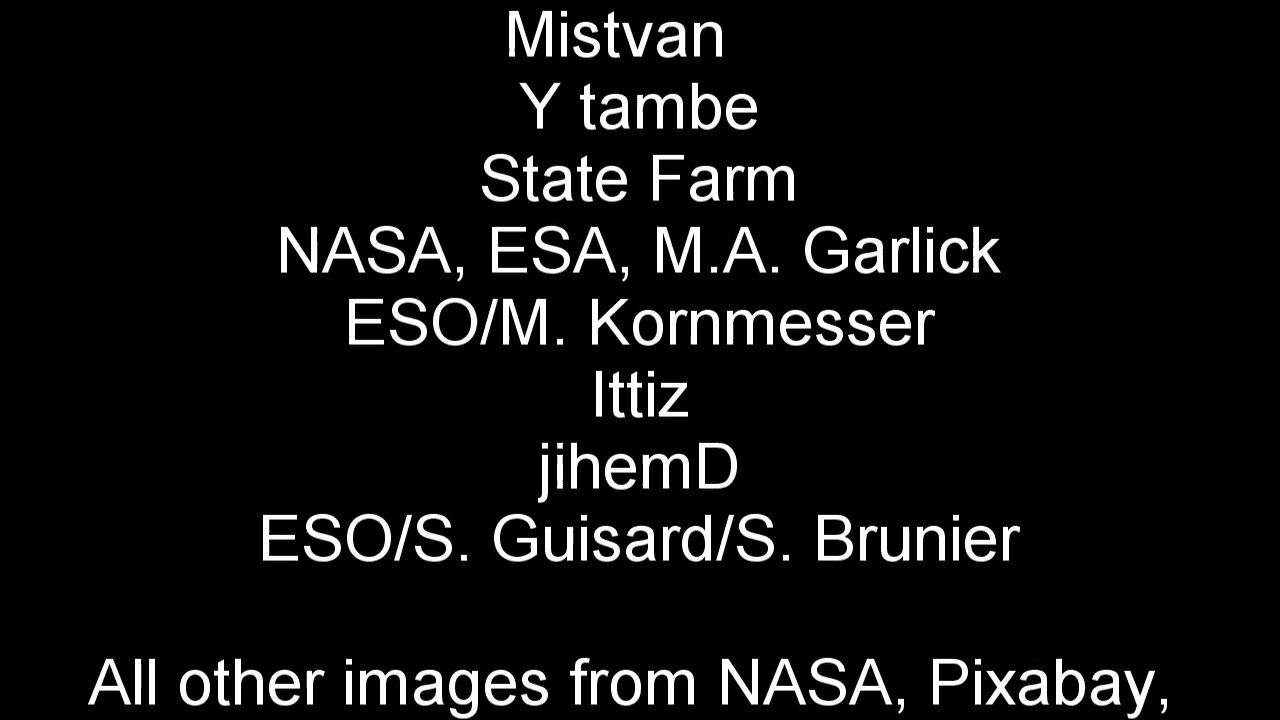 Mistvan
Y tambe
State Farm
NASA, ESA, M.A. Garlick
ESO/M. Kornmesser
Ittiz
jihemD
ESO/S. Guisard/S. Brunier
All other images from NASA, Pixabay,